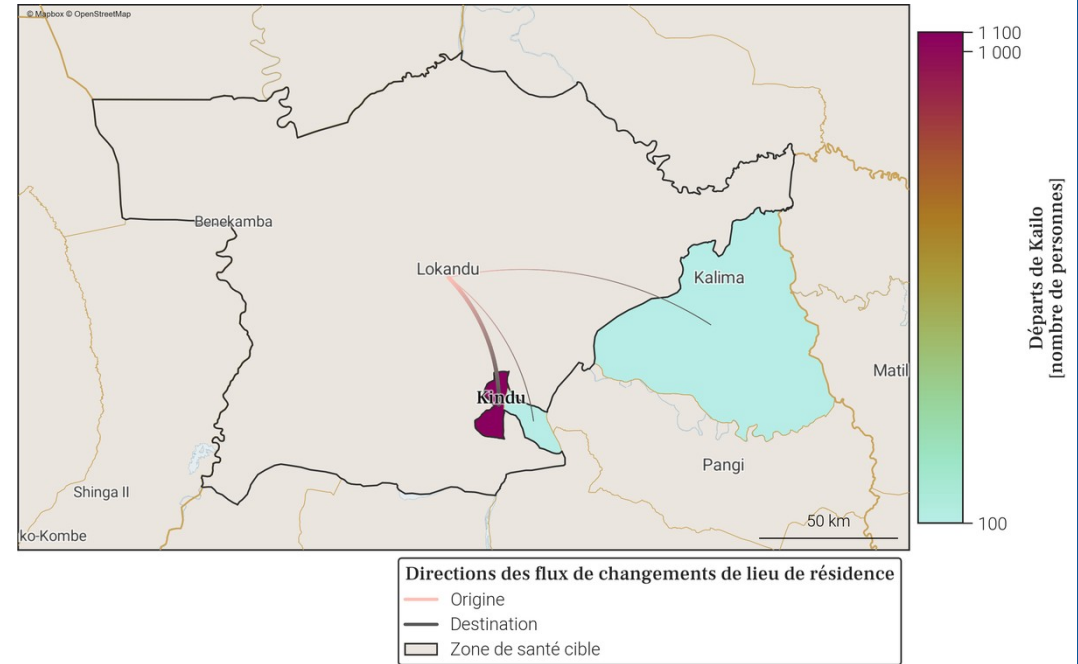 © Mapbox © OpenStreetMap
Benekamba
Lokandu
Kalima
Kindu
Matil
Pangi
Shinga II
ko-Kombe
50 km
1 100
1 000
100
Départs de Kailo
[nombre de personnes]
Directions des flux de changements de lieu de résidence
Origine
Destination
Zone de santé cible